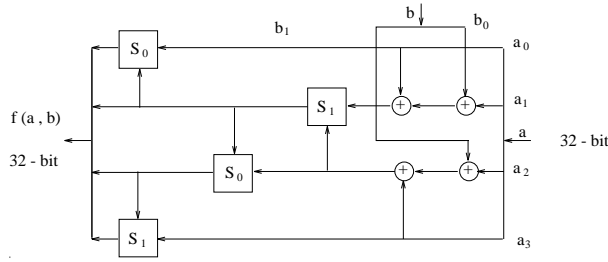 b
b1
b0
a0
S0
S1
a1
+
+
f (a , b)
a
32 - bit
32 - bit
S0
+
+
a2
S1
a3